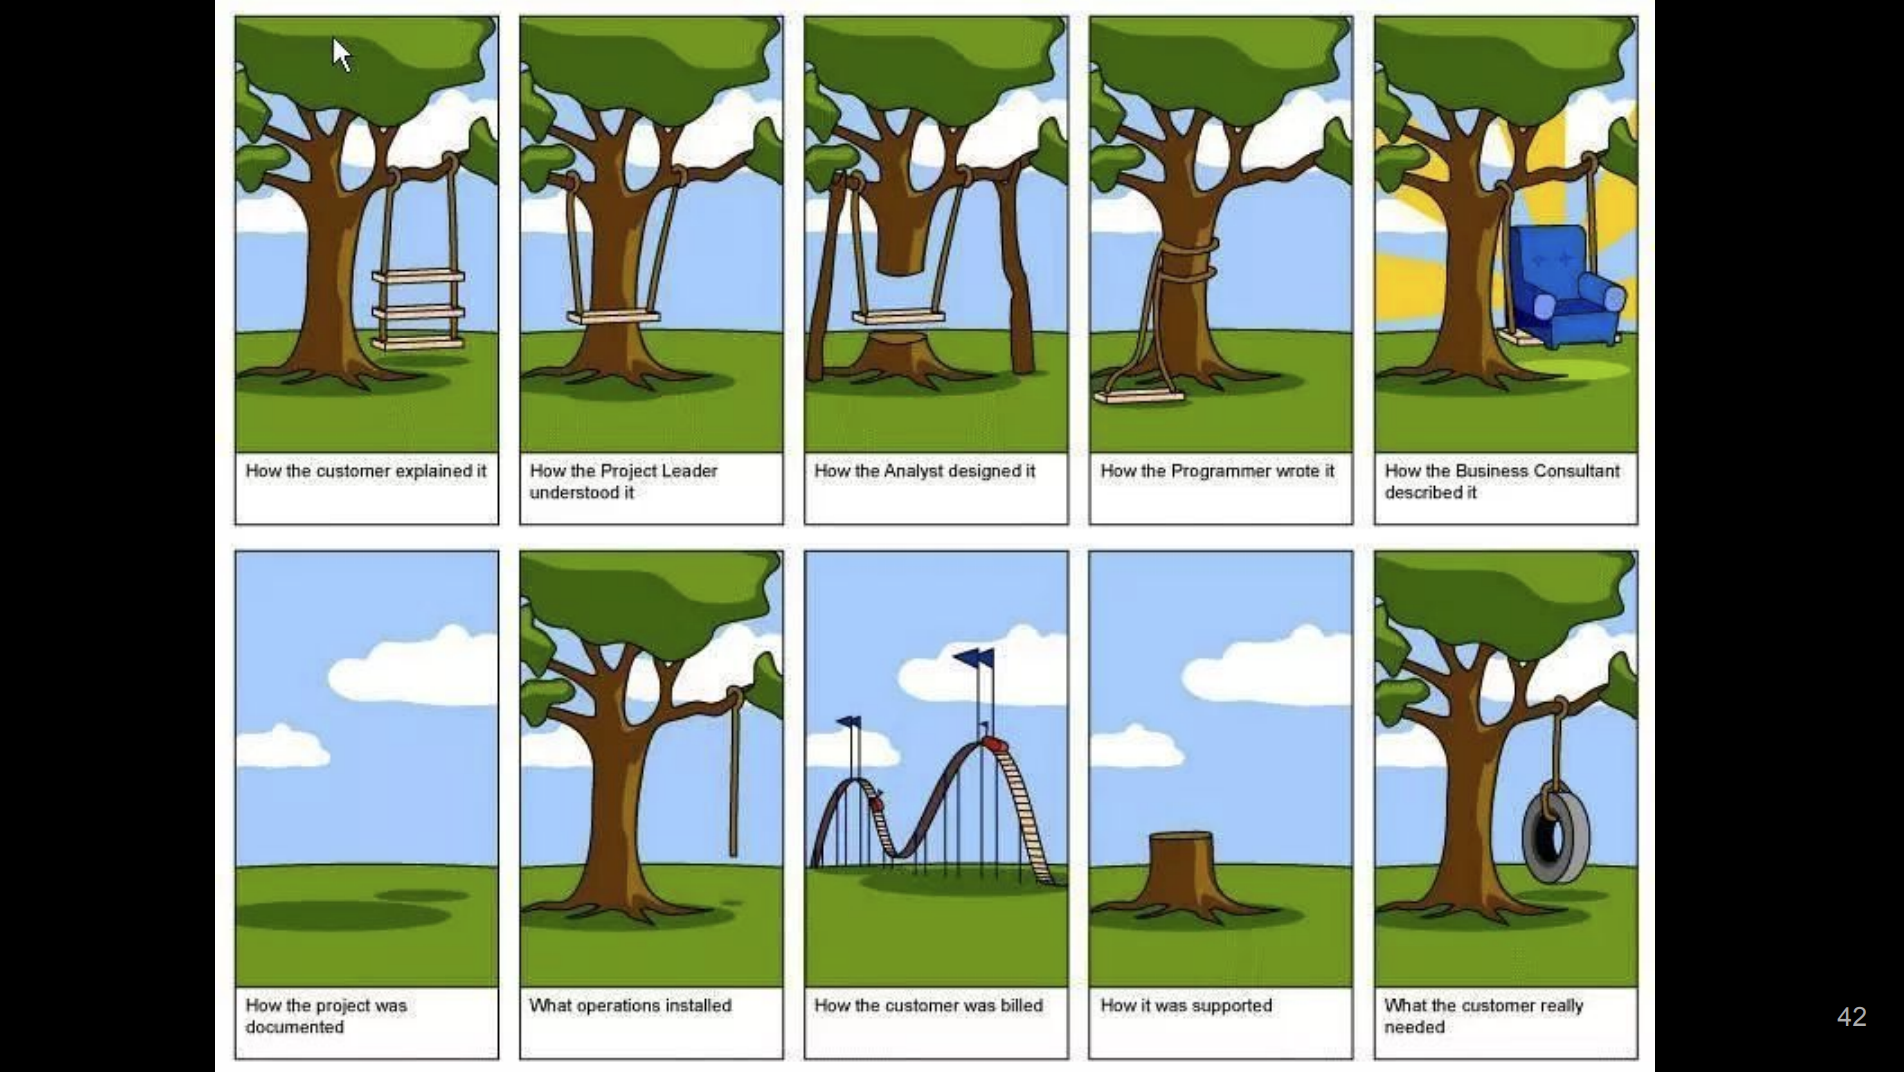 How the customer explained it
How the Project Leader
understood it
How the Analyst designed it
How the Programmer wrote it
How the Business Consultant
described it
How the project was
documented
What operations installed
How the customer was billed
How it was supported
What the customer really
needed
42